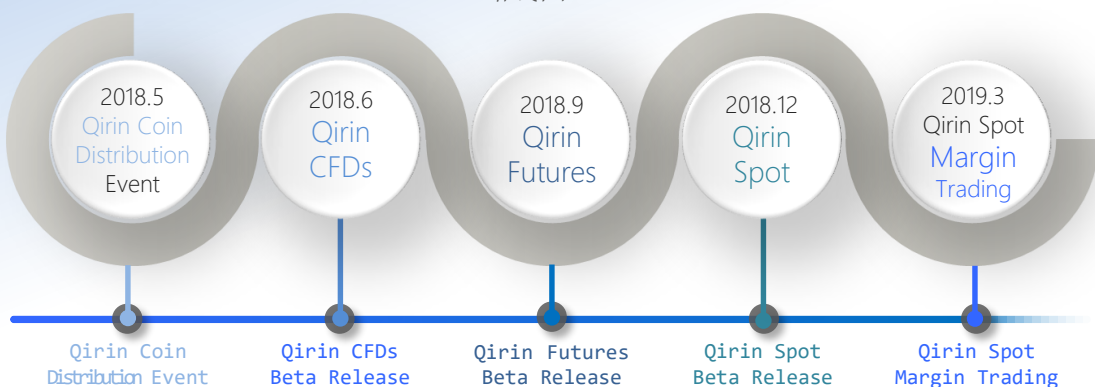 2018.5
Qirin Coin
Distribution
Event
2018.6
Qirin
CFDs
2018.9
Qirin
Futures
2018.12
Qirin
Spot
2019.3
Qirin Spot
Margin
Trading
Qirin Coin
Distribution Event
Qirin CFDs
Beta Release
Qirin Futures
Beta Release
Qirin Spot
Beta Release
Qirin Spot
Margin Trading